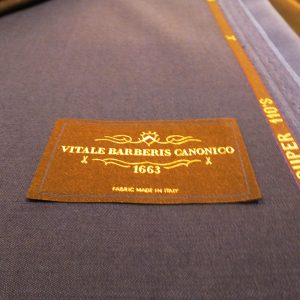 VITALE BARBERIS CANONICO
1663
FABRIC MADE IN ITALY
SUPER 110'S